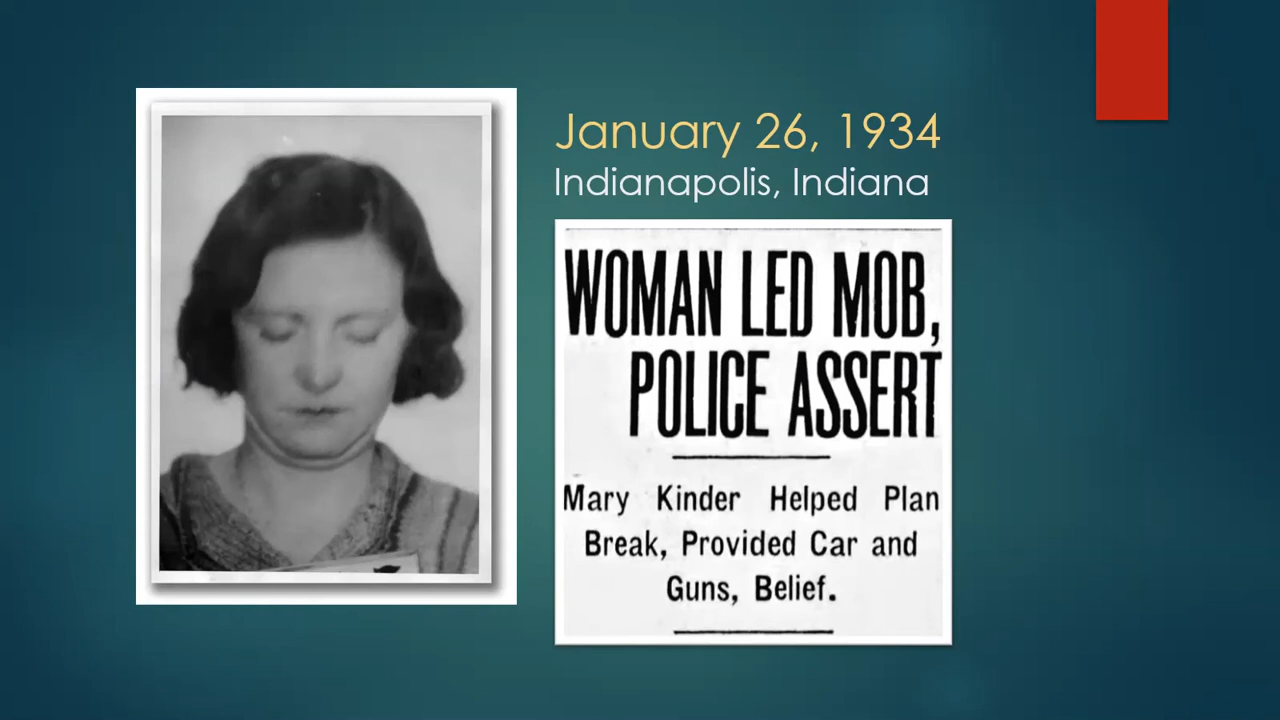 January 26, 1934
Indianapolis, Indiana
WOMAN LED MOB,
POLICE ASSERT
Mary Kinder Helped Plan
Break, Provided Car and
Guns, Belief.